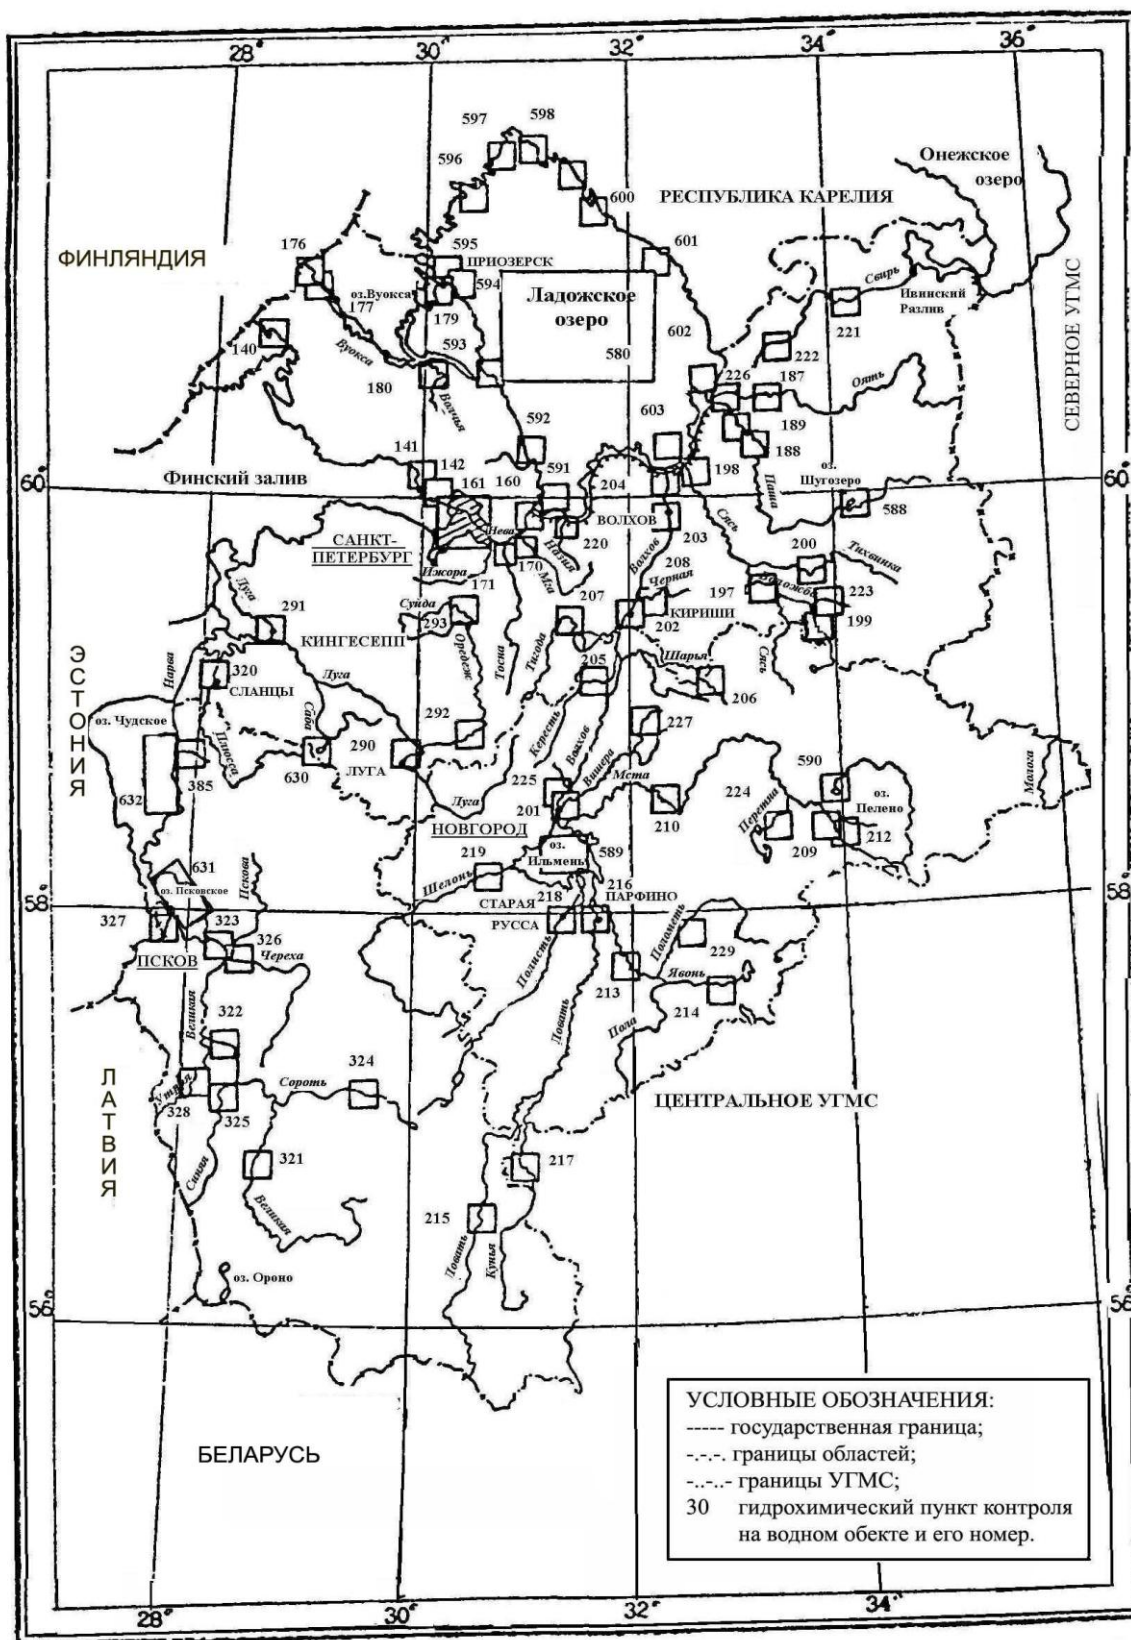 28°
30°
32°
34°
36°
597
598
596
600
Онежское
озеро
РЕСПУБЛИКА КАРЕЛИЯ
ФИНЛЯНДИЯ
176
595
ПРИОЗЕРСК
594
601
Свирь
Ивинский
Разлив
СЕВЕРНОЕ УГМС
оз.Вуокса
177
179
Ладожское
озеро
580
602
221
222
140
Вуокса
593
180
Волчья
226
187
Оять
189
188
592
603
141
142
161
160
591
204
198
оз.
Шугозеро
60°
Финский залив
60°
588
САНКТ-
ПЕТЕРБУРГ
Нева
ВОЛХОВ
203
Сясь
Паша
Ижора
170
Назия
220
Волхов
208
200
Тихвинка
171
Мга
Черная
197
Воложба
223
Луга
291
Суйда
293
207
КИРИШИ
202
199
КИНГЕСЕПП
Оредеж
Тосна
Тигода
205
Шарья
Сясь
206
ЭСТОНИЯ
Нарва
320
СЛАНЦЫ
Луга
Саба
292
Кересть
Волхов
227
оз. Чудское
Плюсса
385
632
630
290
ЛУГА
Вишера
Мста
590
оз.
Пелено
Молога
225
201
Луга
НОВГОРОД
210
224
Перетна
209
212
219
Шелонь
оз.
Ильмень
589
216
631
оз. Псковское
Пскова
58°
58°
327
323
326
ПСКОВ
Череха
218
СТАРАЯ
РУССА
ПАРФИНО
Полисть
Поломять
229
213
Явонь
214
Пола
Ловать
Великая
322
324
Сороть
Утроя
328
325
ЛАТВИЯ
ЦЕНТРАЛЬНОЕ УГМС
Синяя
321
Великая
217
215
Ловать
Кунья
оз. Ороно
56°
56°
БЕЛАРУСЬ
УСЛОВНЫЕ ОБОЗНАЧЕНИЯ:
----- государственная граница;
-.-.-. границы областей;
-..-..- границы УГМС;
30 гидрохимический пункт контроля
на водном обекте и его номер.
28°
30°
32°
34°